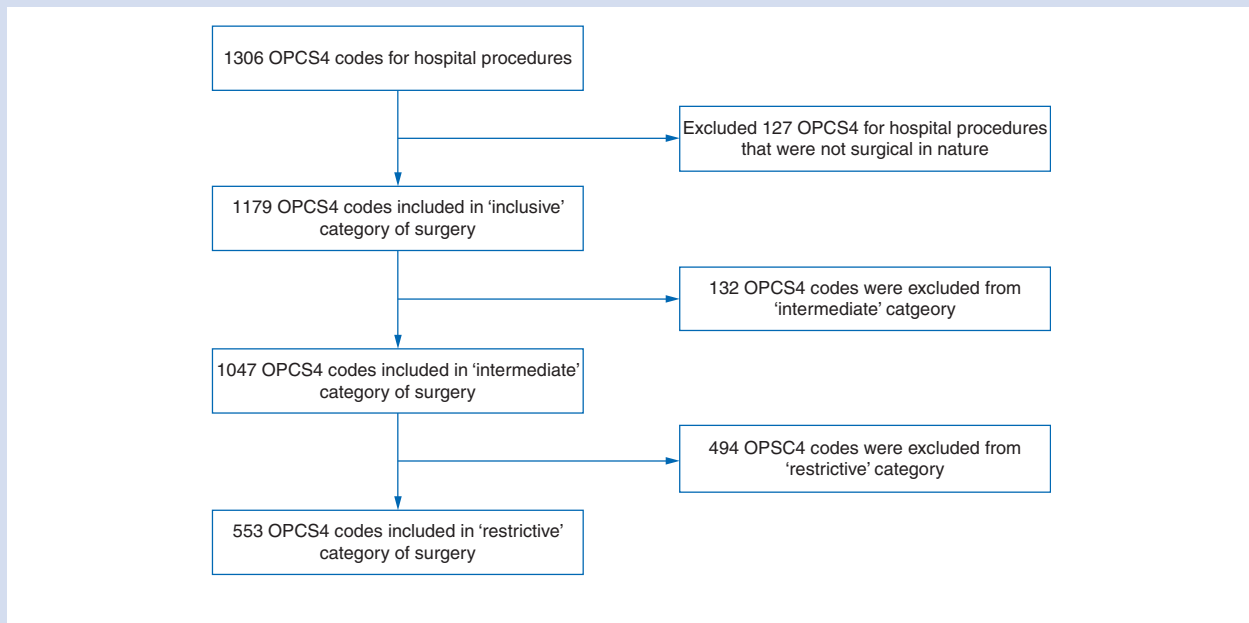 1306 OPCS4 codes for hospital procedures
Excluded 127 OPCS4 for hospital procedures
that were not surgical in nature
1179 OPCS4 codes included in ‘inclusive’
category of surgery
132 OPCS4 codes were excluded from
‘intermediate’ catgeory
1047 OPCS4 codes included in ‘intermediate’
category of surgery
494 OPSC4 codes were excluded from
‘restrictive’ category
553 OPCS4 codes included in ‘restrictive’
category of surgery